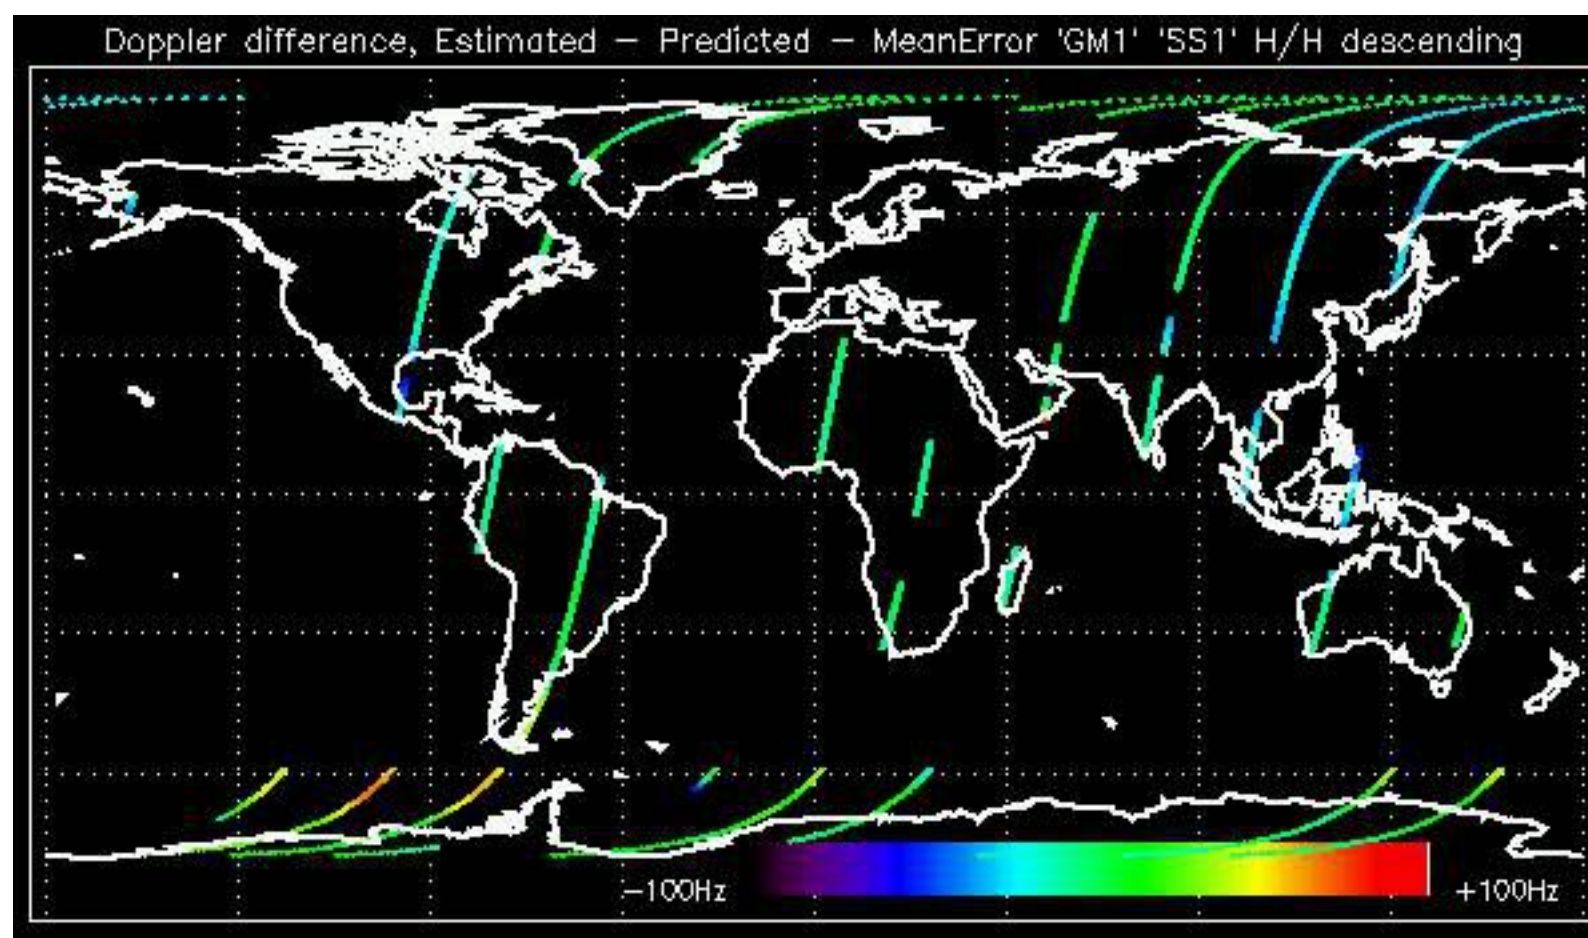 Doppler difference, Estimated – Predicted – MeanError 'GM1' 'SS1' H/H descending
–100Hz +100Hz